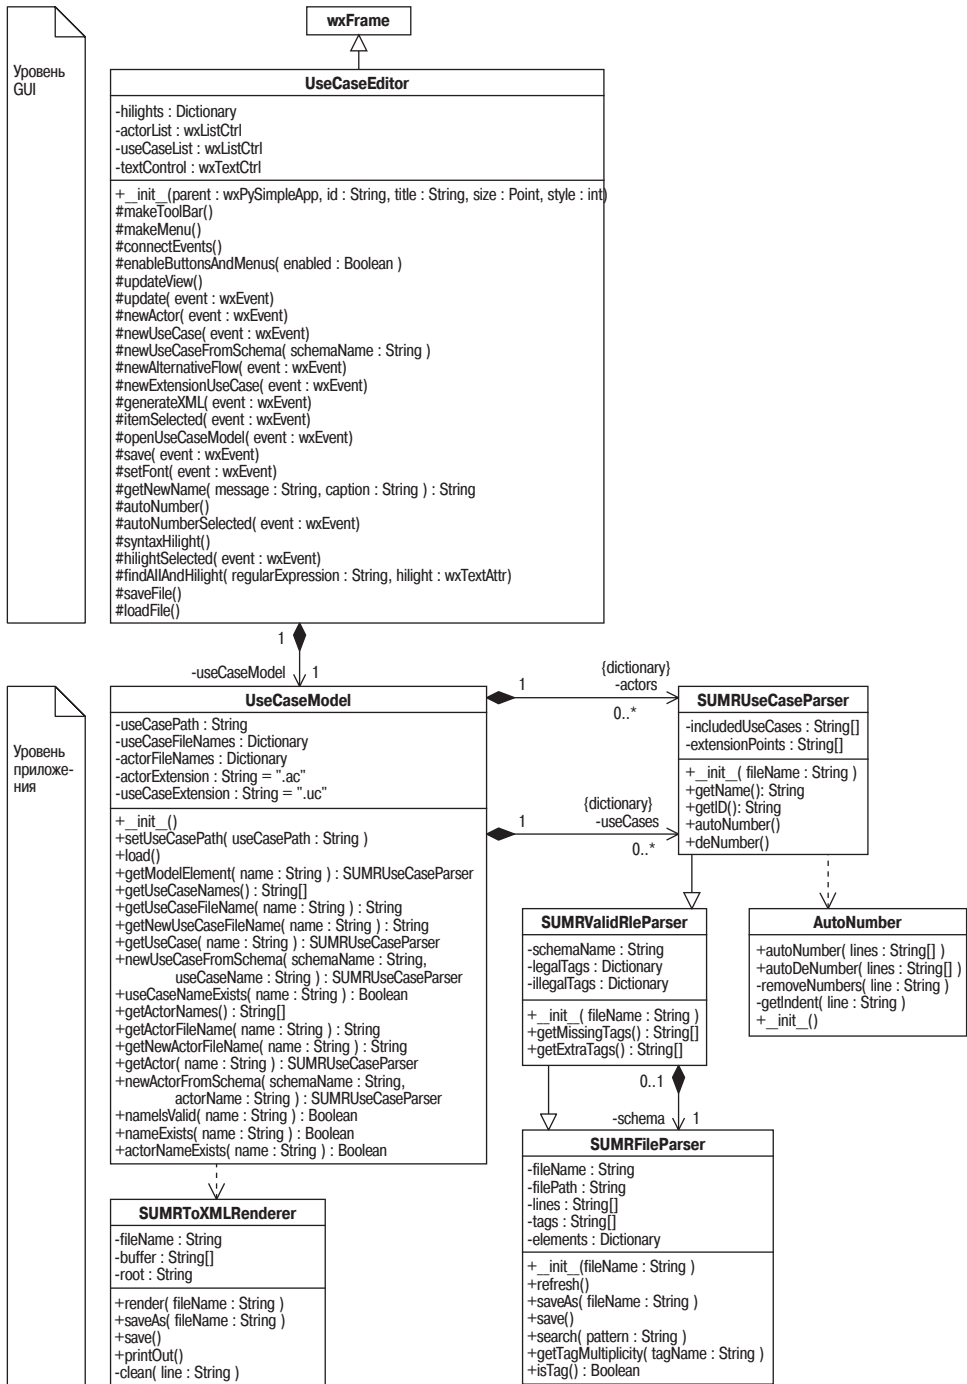 wxFrame
Уровень
GUI
UseCaseEditor
-hilights : Dictionary
-actorList : wxListCtrl
-useCaseList : wxListCtrl
-textControl : wxTextCtrl
+__init__(parent : wxPySimpleApp, id : String, title : String, size : Point, style : int)
#makeToolBar()
#makeMenu()
#connectEvents()
#enableButtonsAndMenus( enabled : Boolean )
#updateView()
#update( event : wxEvent)
#newActor( event : wxEvent)
#newUseCase( event : wxEvent)
#newUseCaseFromSchema( schemaName : String )
#newAlternativeFlow( event : wxEvent)
#newExtensionUseCase( event : wxEvent)
#generateXML( event : wxEvent)
#itemSelected( event : wxEvent)
#openUseCaseModel( event : wxEvent)
#save( event : wxEvent)
#setFont( event : wxEvent)
#getNewName( message : String, caption : String ) : String
#autoNumber()
#autoNumberSelected( event : wxEvent)
#syntaxHilight()
#hilightSelected( event : wxEvent)
#findAllAndHilight( regularExpression : String, hilight : wxTextAttr)
#saveFile()
#loadFile()
1
-useCaseModel
1
Уровень
приложе-
ния
UseCaseModel
-useCasePath : String
-useCaseFileNames : Dictionary
-actorFileNames : Dictionary
-actorExtension : String = ".ac"
-useCaseExtension : String = ".uc"
+__init__()
+setUseCasePath( useCasePath : String )
+load()
+getModelElement( name : String ) : SUMRUseCaseParser
+getUseCaseNames() : String[]
+getUseCaseFileName( name : String ) : String
+getNewUseCaseFileName( name : String ) : String
+getUseCase( name : String ) : SUMRUseCaseParser
+newUseCaseFromSchema( schemaName : String,
useCaseName : String ) : SUMRUseCaseParser
+useCaseNameExists( name : String ) : Boolean
+getActorNames() : String[]
+getActorFileName( name : String ) : String
+getNewActorFileName( name : String ) : String
+getActor( name : String ) : SUMRUseCaseParser
+newActorFromSchema( schemaName : String,
actorName : String ) : SUMRUseCaseParser
+nameIsValid( name : String ) : Boolean
+nameExists( name : String ) : Boolean
+actorNameExists( name : String ) : Boolean
1
{dictionary}
-actors
0..*
1
{dictionary}
-useCases
0..*
SUMRUseCaseParser
-includedUseCases : String[]
-extensionPoints : String[]
+__init__( fileName : String )
+getName(): String
+getID(): String
+autoNumber()
+deNumber()
SUMRValidRleParser
-schemaName : String
-legalTags : Dictionary
-illegalTags : Dictionary
+__init__( fileName : String )
+getMissingTags() : String[]
+getExtraTags() : String[]
AutoNumber
+autoNumber( lines : String[] )
+autoDeNumber( lines : String[] )
-removeNumbers( line : String )
-getIndent( line : String )
+__init__()
0..1
-schema
1
SUMRToXMLRenderer
-fileName : String
-buffer : String[]
-root : String
+render( fileName : String )
+saveAs( fileName : String )
+save()
+printOut()
-clean( line : String )
SUMRFileParser
-fileName : String
-filePath : String
-lines : String[]
-tags : String[]
-elements : Dictionary
+__init__(fileName : String )
+refresh()
+saveAs( fileName : String )
+save()
+search( pattern : String )
+getTagMultiplicity( tagName : String )
+isTag() : Boolean